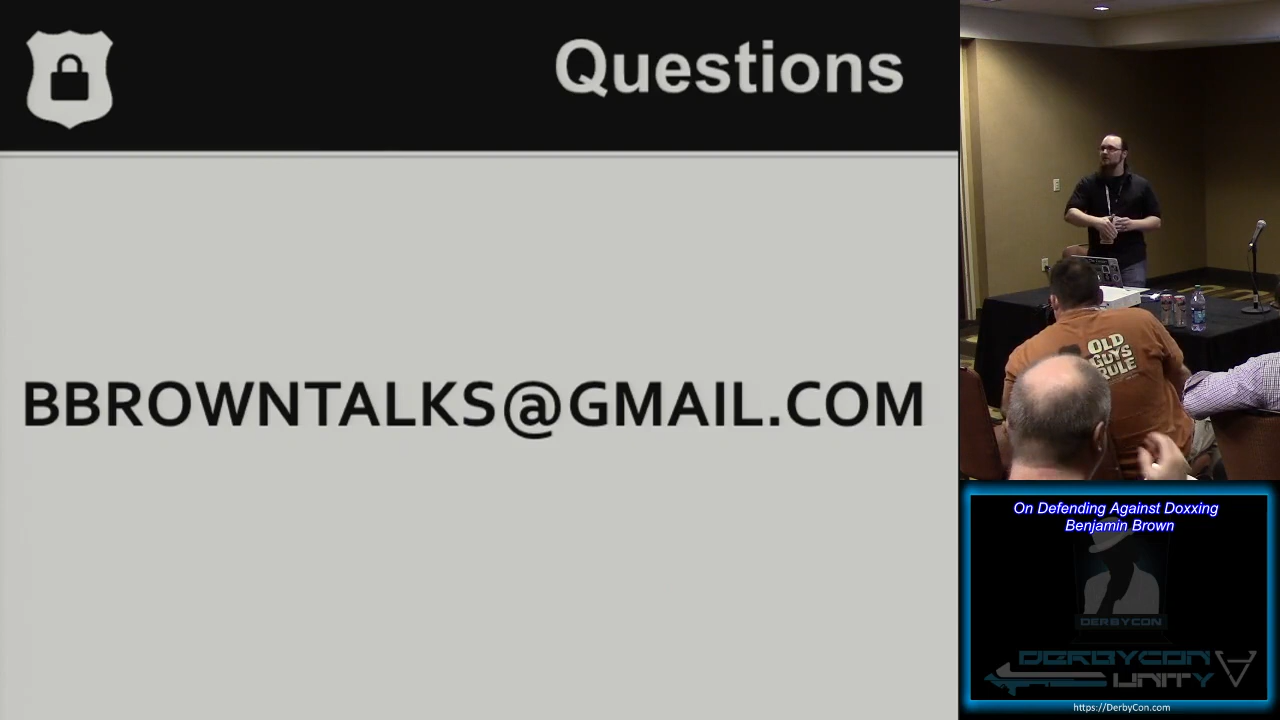 Questions
BBROWNTALKS@GMAIL.COM
OLD
GUYS
RULE
On Defending Against Doxxing
Benjamin Brown
DERBYCON
DERBYCON
UNITY
https://DerbyCon.com